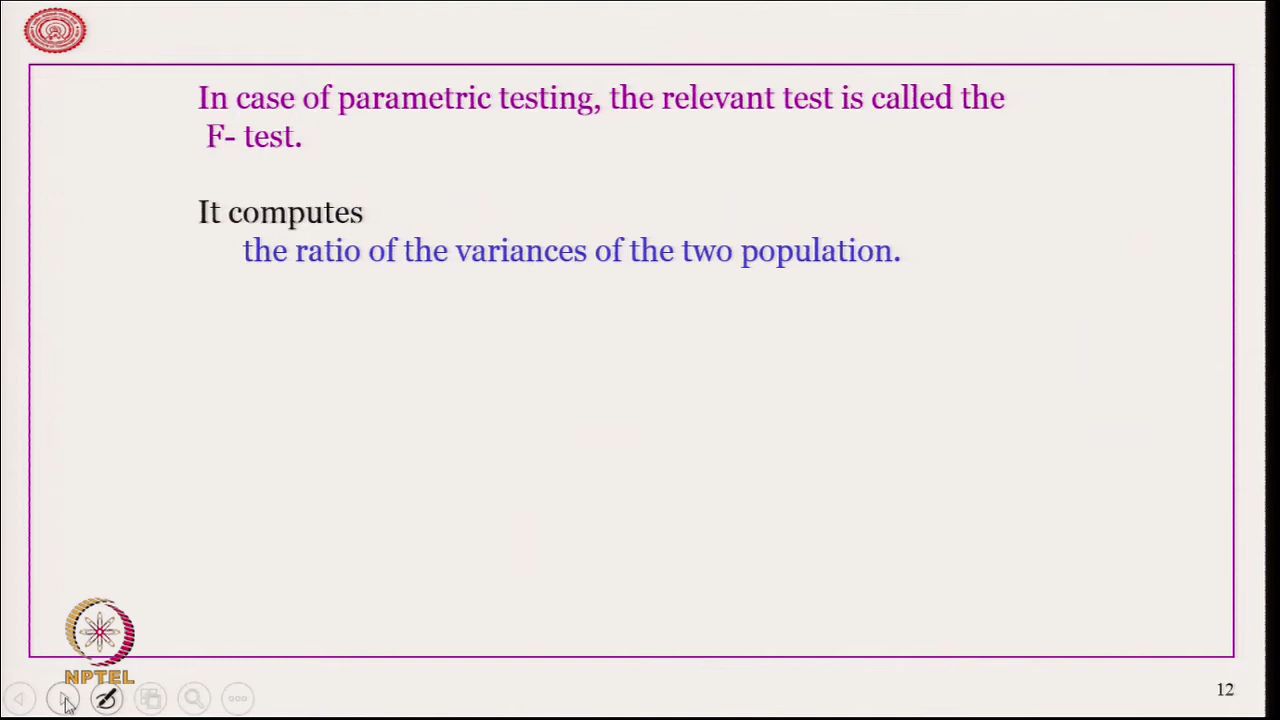 In case of parametric testing, the relevant test is called the
F- test.
It computes
the ratio of the variances of the two population.
NPTEL
12